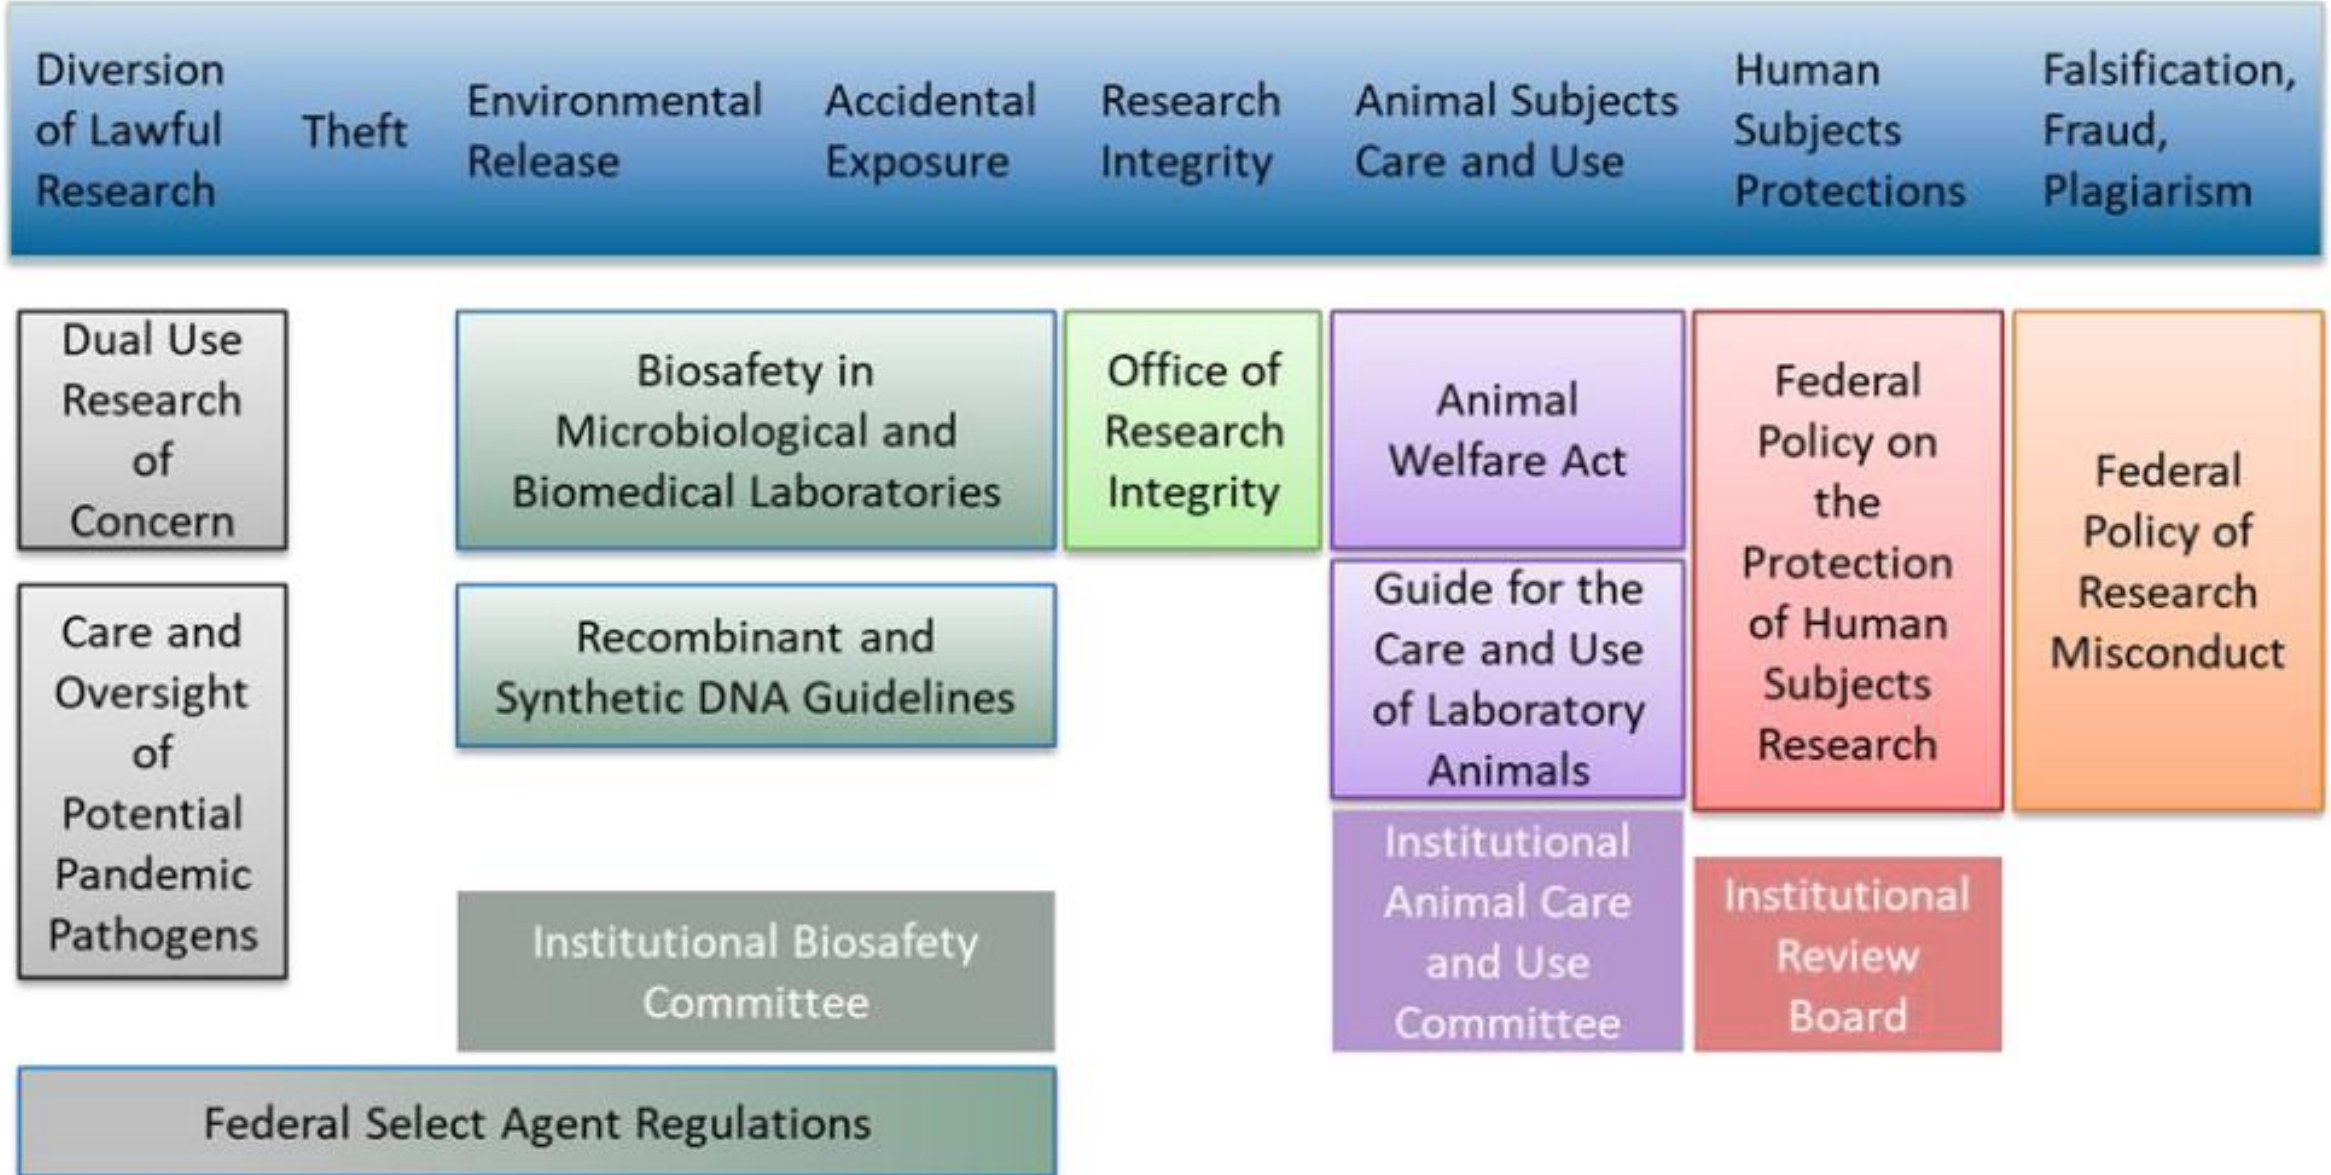 Diversion
of Lawful
Research
Theft
Environmental
Release
Accidental
Exposure
Research
Integrity
Animal Subjects
Care and Use
Human
Subjects
Protections
Falsification,
Fraud,
Plagiarism
Dual Use
Research
of
Concern
Biosafety in
Microbiological and
Biomedical Laboratories
Office of
Research
Integrity
Animal
Welfare Act
Federal
Policy on
the
Protection
of Human
Subjects
Research
Federal
Policy of
Research
Misconduct
Care and
Oversight
of
Potential
Pandemic
Pathogens
Recombinant and
Synthetic DNA Guidelines
Guide for the
Care and Use
of Laboratory
Animals
Institutional Biosafety
Committee
Institutional
Animal Care
and Use
Committee
Institutional
Review
Board
Federal Select Agent Regulations